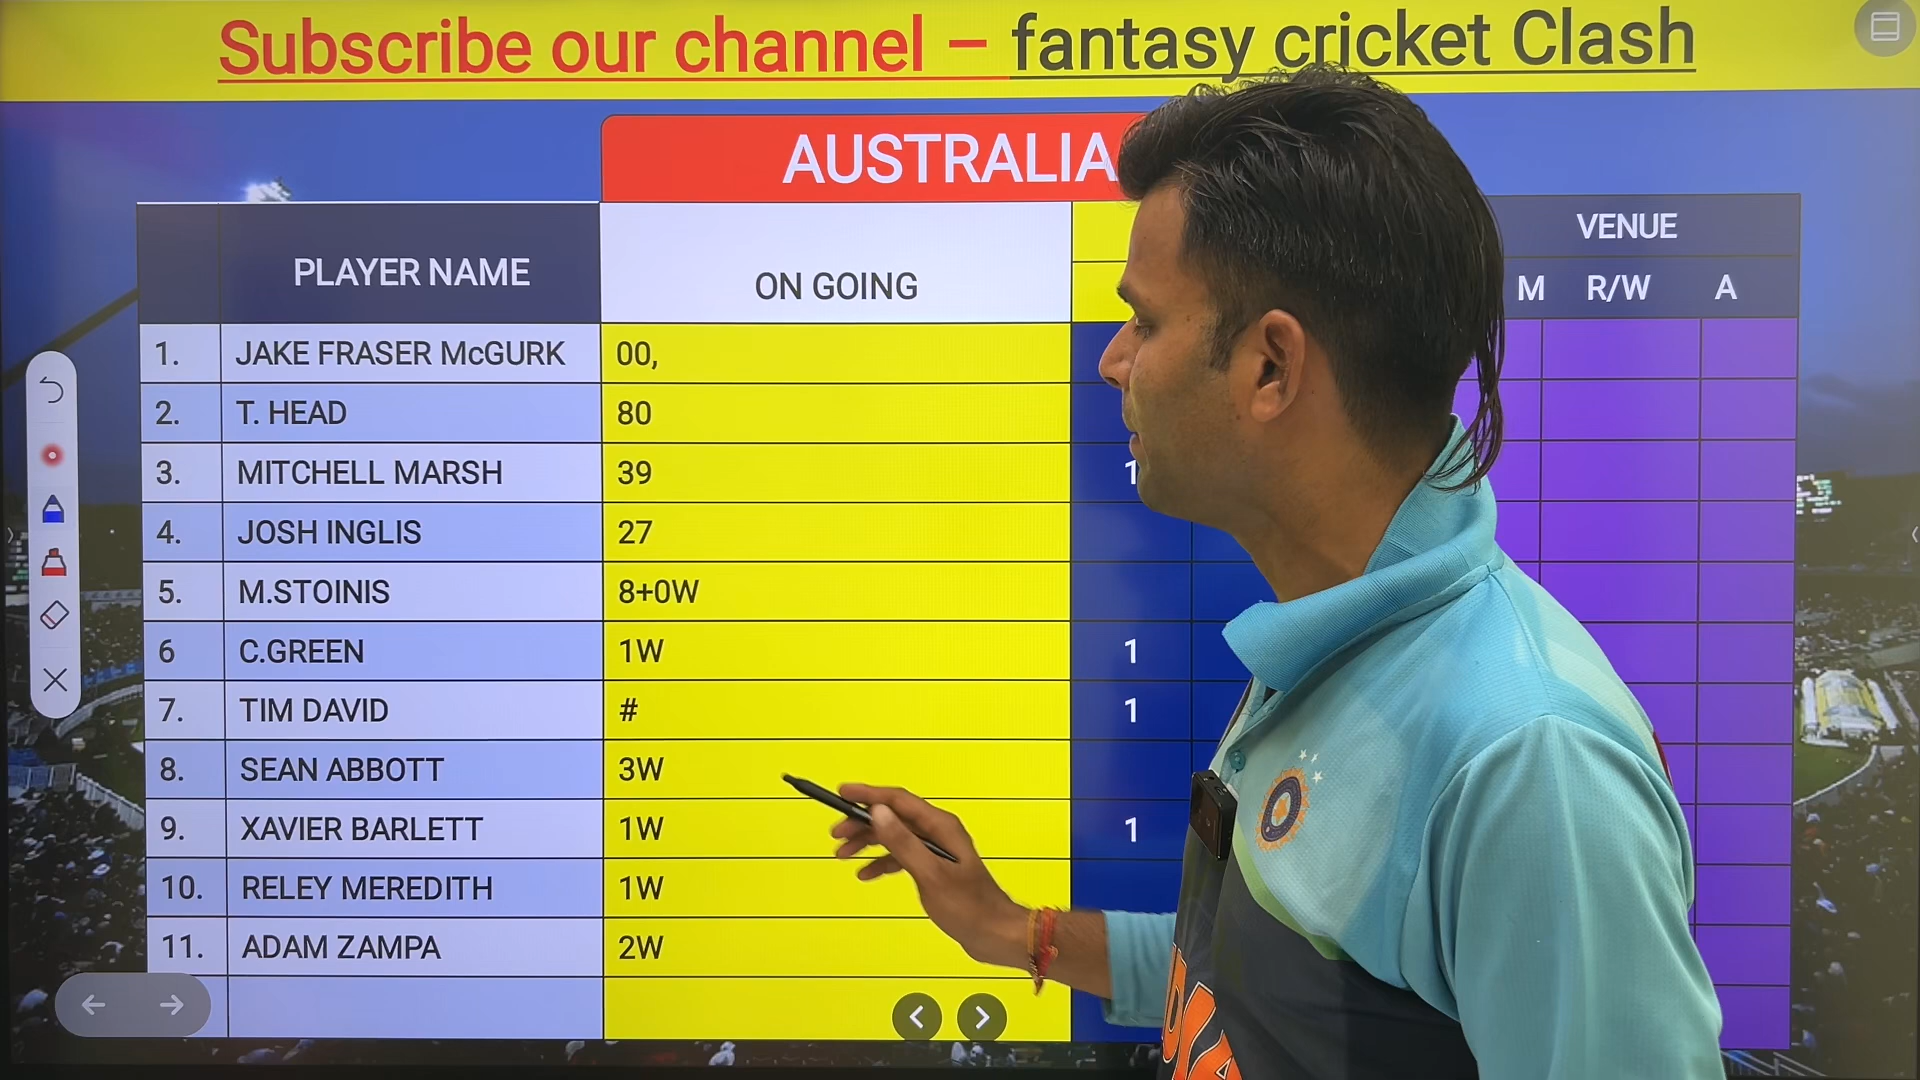 Subscribe our channel – fantasy cricket Clash
AUSTRALIA
PLAYER NAME ON GOING VENUE
M R/W A
1. JAKE FRASER McGURK 00,
2. T. HEAD 80
3. MITCHELL MARSH 39 1
4. JOSH INGLIS 27
5. M.STOINIS 8+0W
6 C.GREEN 1W 1
7. TIM DAVID # 1
8. SEAN ABBOTT 3W
9. XAVIER BARLETT 1W 1
10. RELEY MEREDITH 1W
11. ADAM ZAMPA 2W